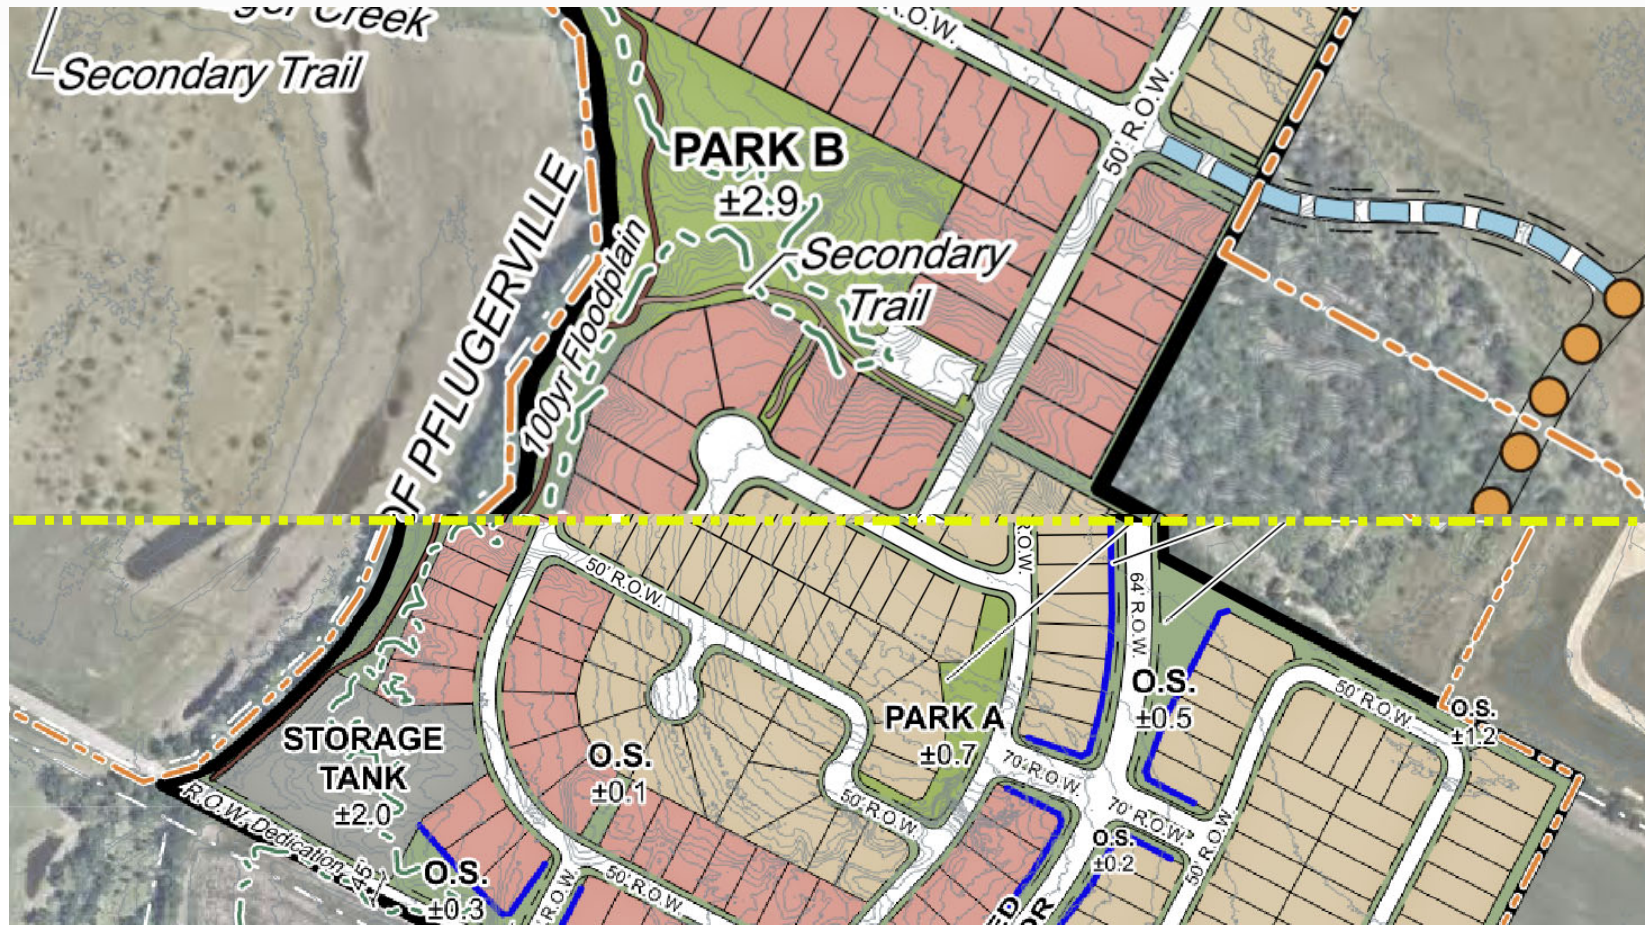 Creek
Secondary Trail
R.O.W.
50' R.O.W.
PARK B
±2.9
Secondary
Trail
100yr Floodplain
OF PFLUGERVILLE
50' R.O.W.
R.O.W.
64' R.O.W.
O.S.
±0.5
50' R.O.W.
O.S.
±1.2
PARK A
±0.7
STORAGE
TANK
±2.0
O.S.
±0.1
70' R.O.W.
70' R.O.W.
50' R.O.W.
50' R.O.W.
O.S.
±0.2
R.O.W. Dedication
O.S.
±0.3
R.O.W.
50' R.O.W.